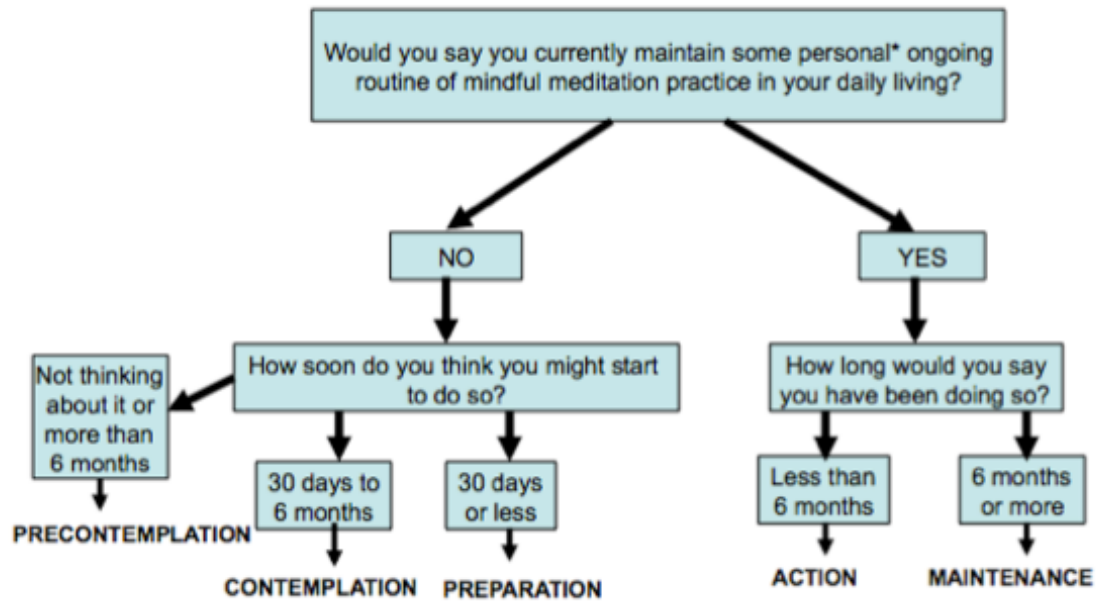 Would you say you currently maintain some personal* ongoing
routine of mindful meditation practice in your daily living?
NO
YES
How soon do you think you might start
to do so?
How long would you say
you have been doing so?
Not thinking
about it or
more than
6 months
30 days to
6 months
30 days
or less
Less than
6 months
6 months
or more
PRECONTEMPLATION
CONTEMPLATION
PREPARATION
ACTION
MAINTENANCE